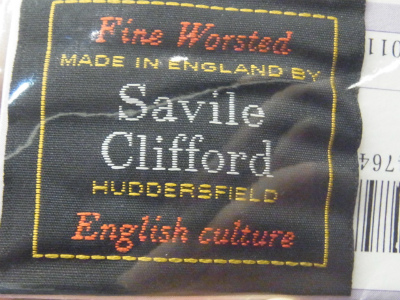 Fine Worsted
MADE IN ENGLAND BY
Savile
Clifford
HUDDERSFIELD
English culture